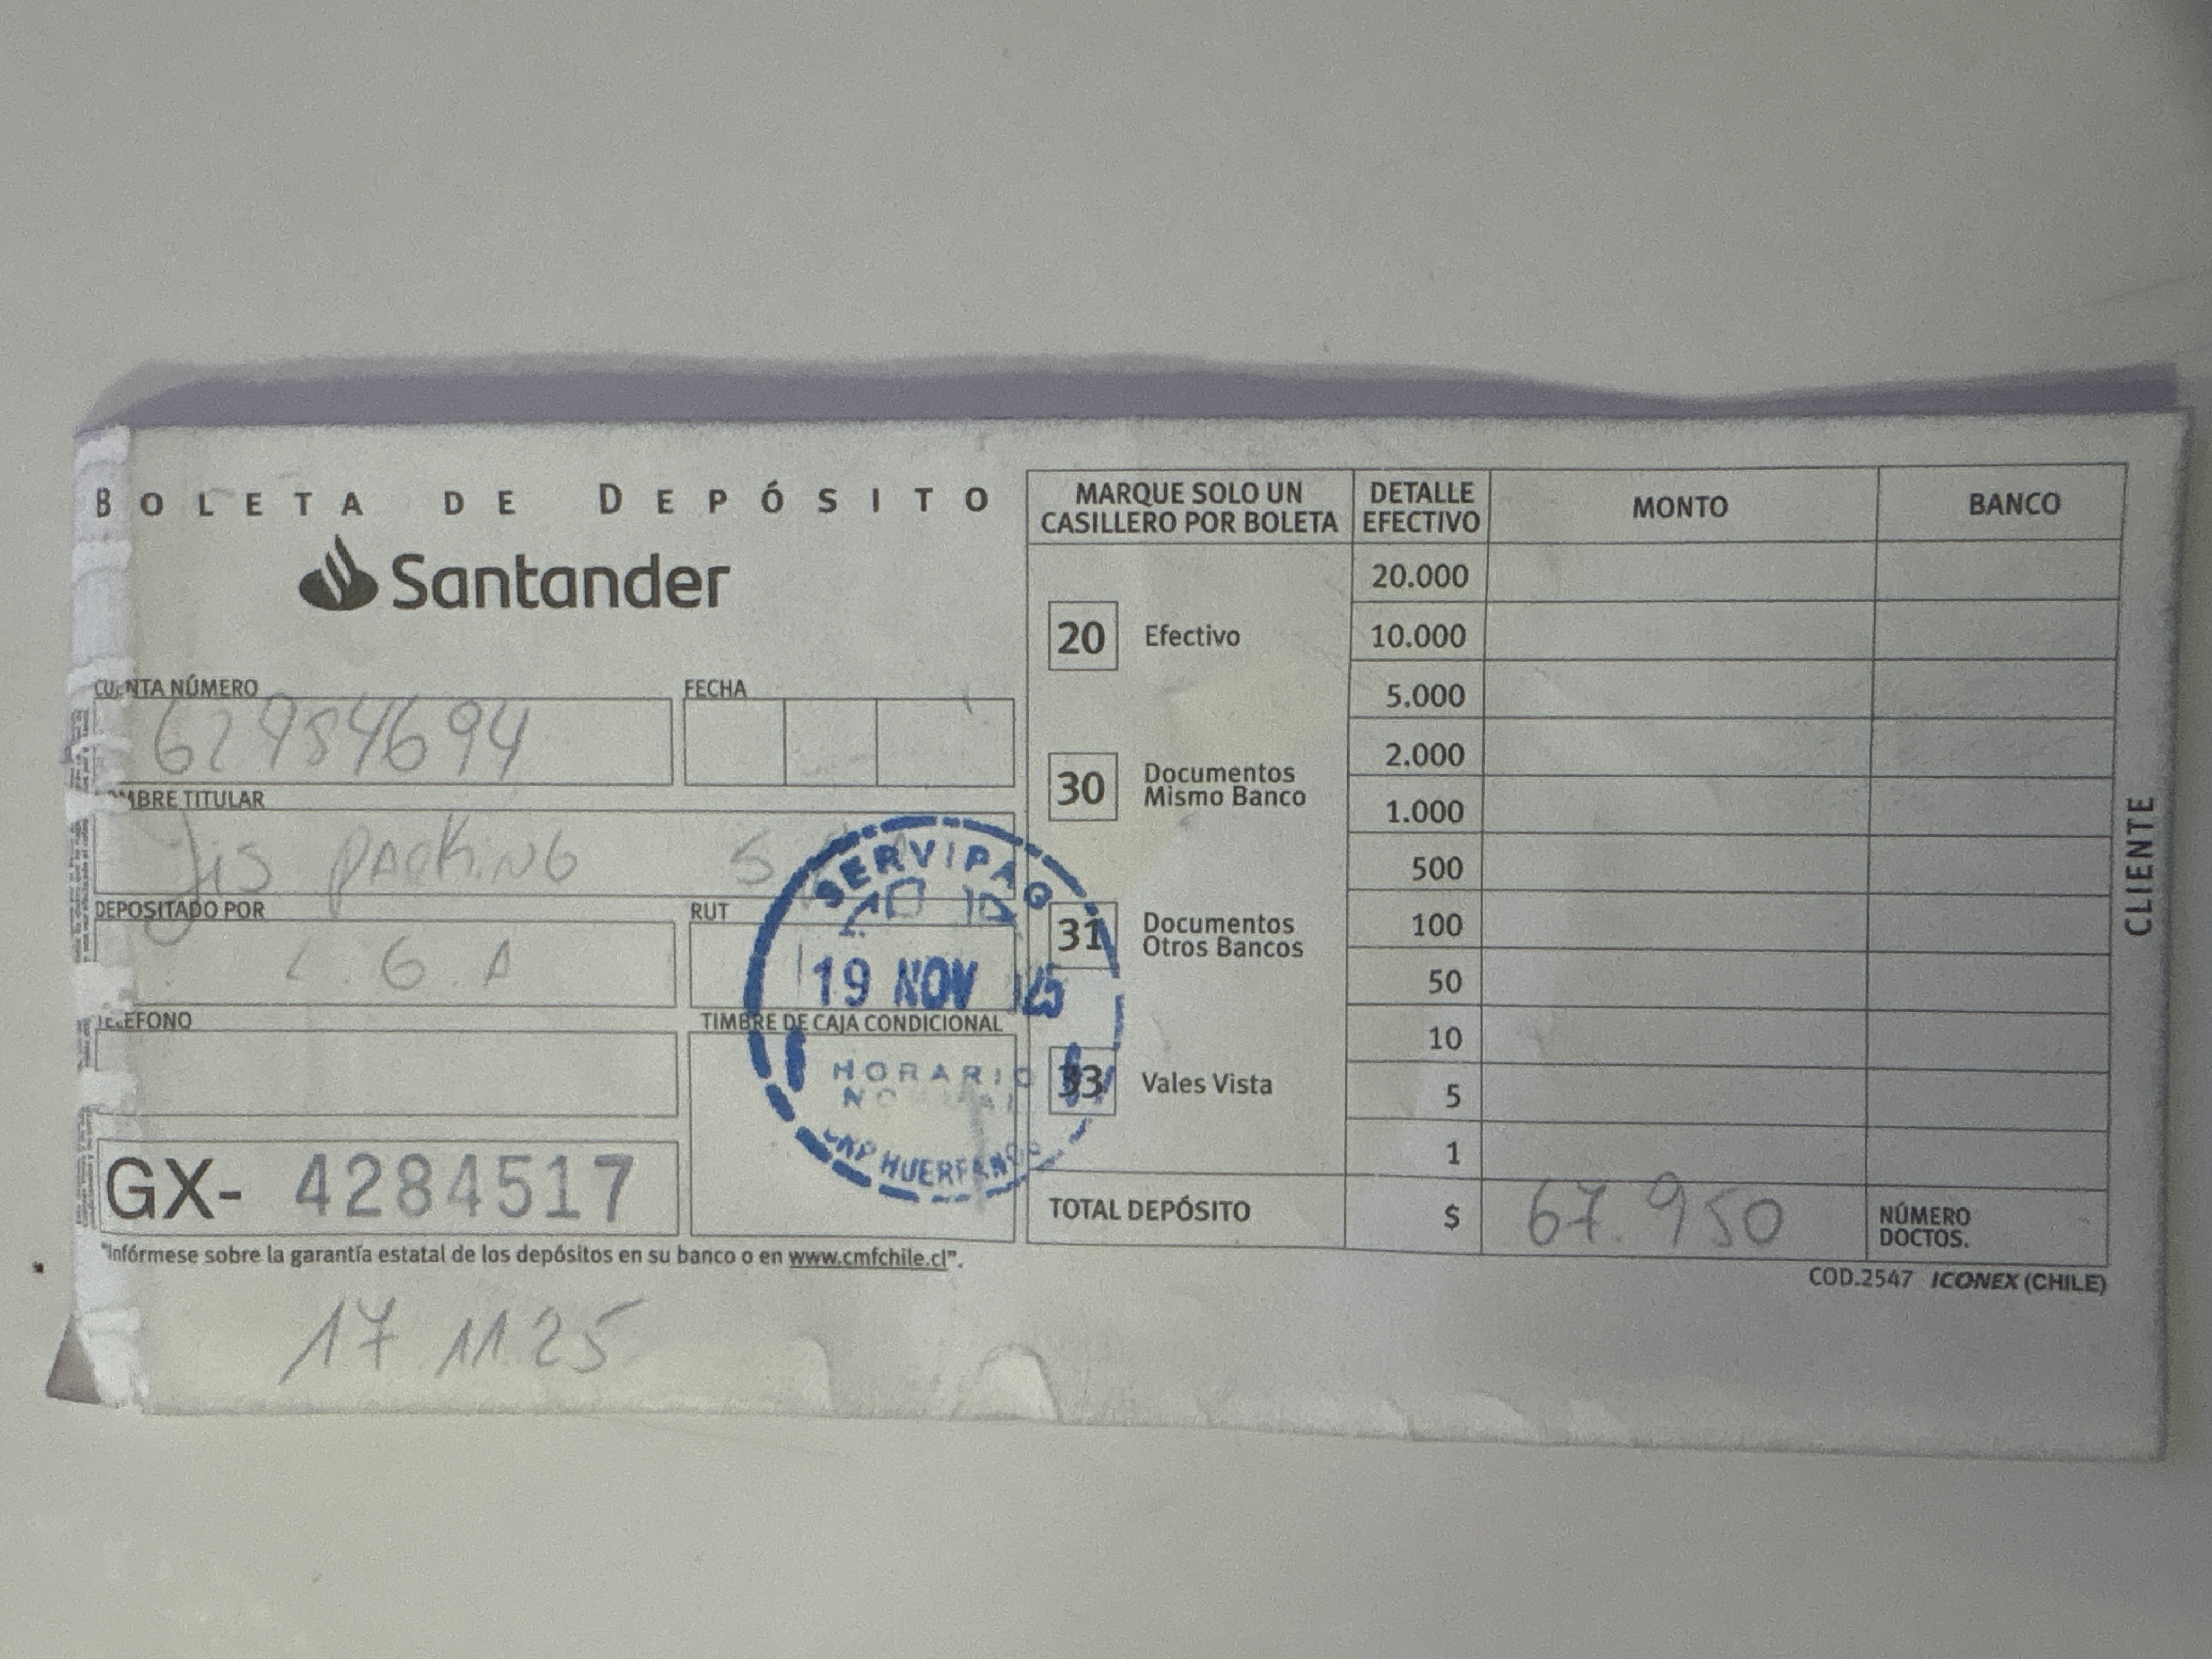 BOLETA DE DEPÓSITO
Santander
CUENTA NÚMERO
62984694
FECHA
NOMBRE TITULAR
Jis PARKING S
DEPOSITADO POR
L. G. A
RUT
TELÉFONO
TIMBRE DE CAJA CONDICIONAL
SERVIPAG
19 NOV 25
HORARIO
NORMAL
HUERFANOS
GX- 4284517
"Infórmese sobre la garantía estatal de los depósitos en su banco o en www.cmfchile.cl".
17 11 25
MARQUE SOLO UN
CASILLERO POR BOLETA
20 Efectivo
30 Documentos
Mismo Banco
31 Documentos
Otros Bancos
33 Vales Vista
DETALLE
EFECTIVO
MONTO
BANCO
20.000
10.000
5.000
2.000
1.000
500
100
50
10
5
1
TOTAL DEPÓSITO $ 67.950
NÚMERO
DOCTOS.
COD.2547 ICONEX (CHILE)
CLIENTE